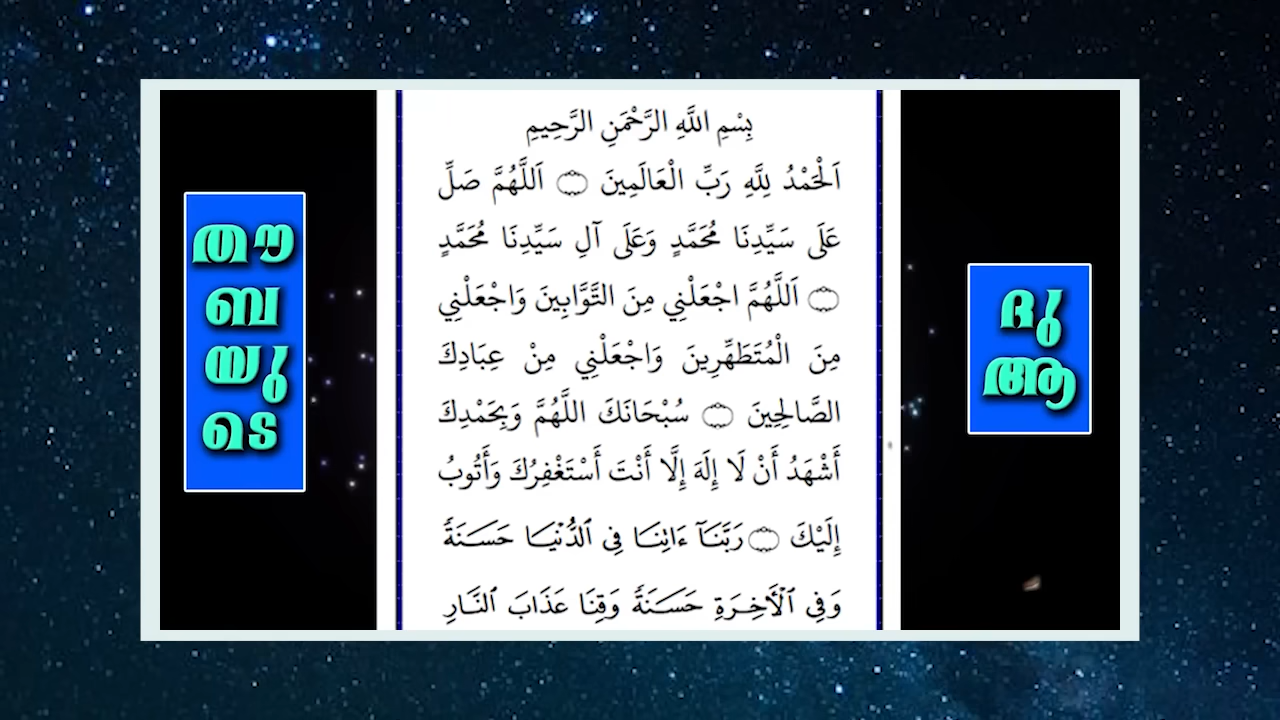 തൗ
ബ
യു
ടെ
بِسْمِ اللَّهِ الرَّحْمَنِ الرَّحِيمِ
اَلْحَمْدُ لِلَّهِ رَبِّ الْعَالَمِينَ ۝ اَللَّهُمَّ صَلِّ
عَلَى سَيِّدِنَا مُحَمَّدٍ وَعَلَى آلِ سَيِّدِنَا مُحَمَّدٍ
۝ اَللَّهُمَّ اجْعَلْنِي مِنَ التَّوَّابِينَ وَاجْعَلْنِي
مِنَ الْمُتَطَهِّرِينَ وَاجْعَلْنِي مِنْ عِبَادِكَ
الصَّالِحِينَ ۝ سُبْحَانَكَ اللَّهُمَّ وَبِحَمْدِكَ
أَشْهَدُ أَنْ لَا إِلَهَ إِلَّا أَنْتَ أَسْتَغْفِرُكَ وَأَتُوبُ
إِلَيْكَ ۝ رَبَّنَآ ءَاتِنَا فِي ٱلدُّنْيَا حَسَنَةً
وَفِي ٱلْأَخِرَةِ حَسَنَةً وَقِنَا عَذَابَ ٱلنَّارِ
ദു
ആ